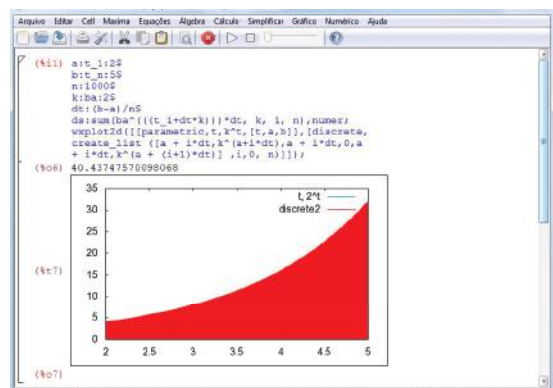 Arquivo Editar Cell Maxima Equações Álgebra Cálculo Simplificar Gráfico Numérico Ajuda
(%i1) a:t_1:2$
b:t_n:5$
n:1000$
k:ba:2$
dt:(b-a)/n$
ds:sum(ba^(((t_i+dt*k)))*dt, k, 1, n),numer;
wxplot2d([[parametric,t,k^t,[t,a,b]],[discrete,
create_list ([a + i*dt,k^(a+i*dt),a + i*dt,0,a
+ i*dt,k^(a + (i+1)*dt)] ,i,0, n)]]);
(%o6) 40.43747570098068
(%t7)
35
30
25
20
15
10
5
0
t, 2^t
discrete2
2 2.5 3 3.5 4 4.5 5
(%o7)